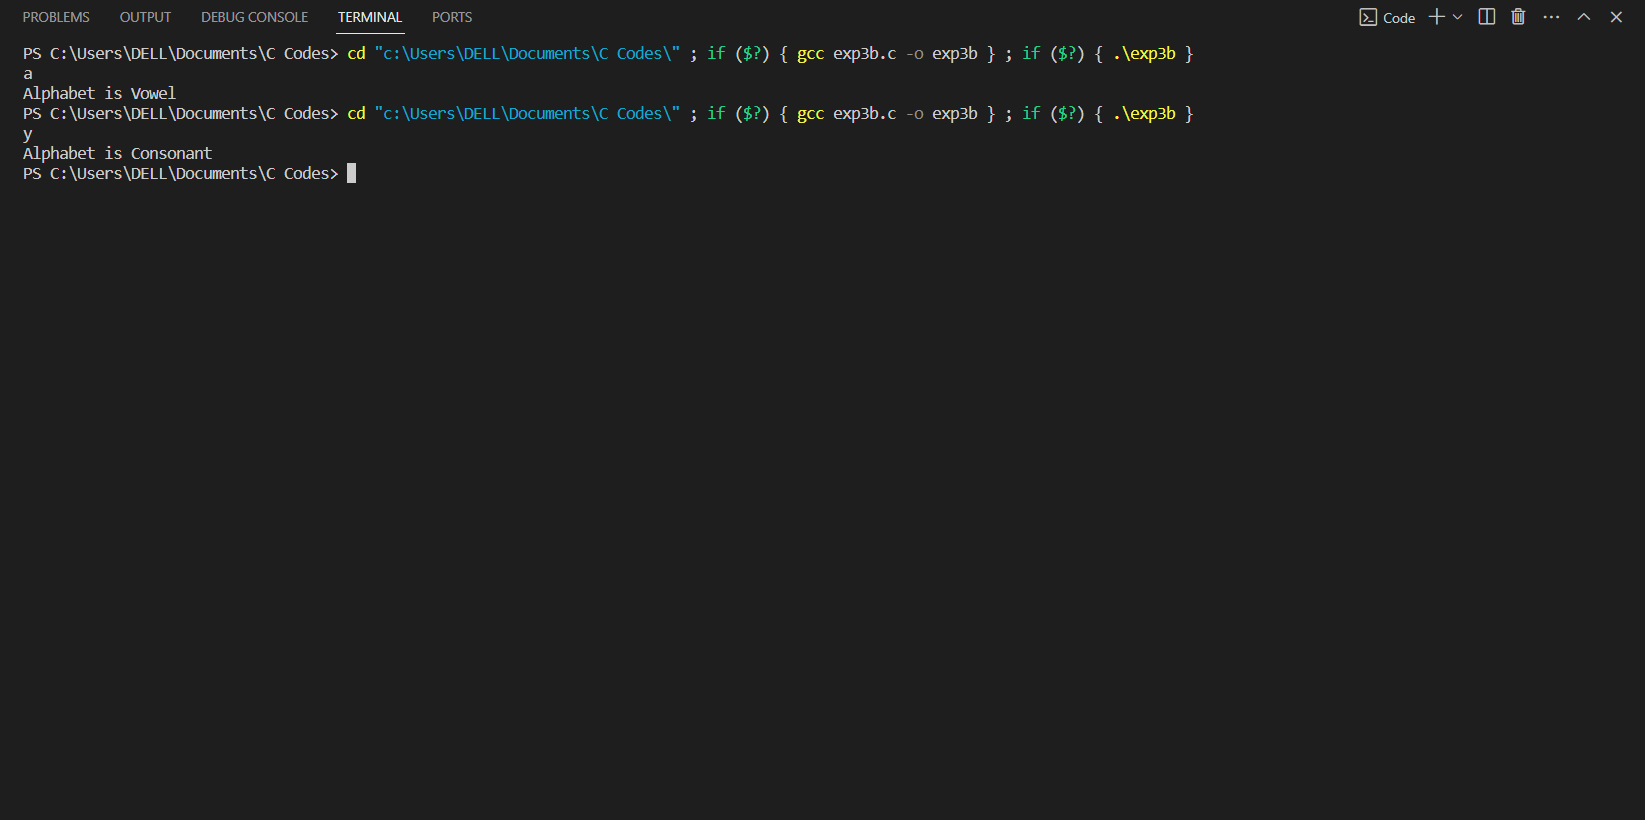 PROBLEMS OUTPUT DEBUG CONSOLE TERMINAL PORTS Code
PS C:\Users\DELL\Documents\C Codes> cd "c:\Users\DELL\Documents\C Codes\" ; if ($?) { gcc exp3b.c -o exp3b } ; if ($?) { .\exp3b }
a
Alphabet is Vowel
PS C:\Users\DELL\Documents\C Codes> cd "c:\Users\DELL\Documents\C Codes\" ; if ($?) { gcc exp3b.c -o exp3b } ; if ($?) { .\exp3b }
y
Alphabet is Consonant
PS C:\Users\DELL\Documents\C Codes>